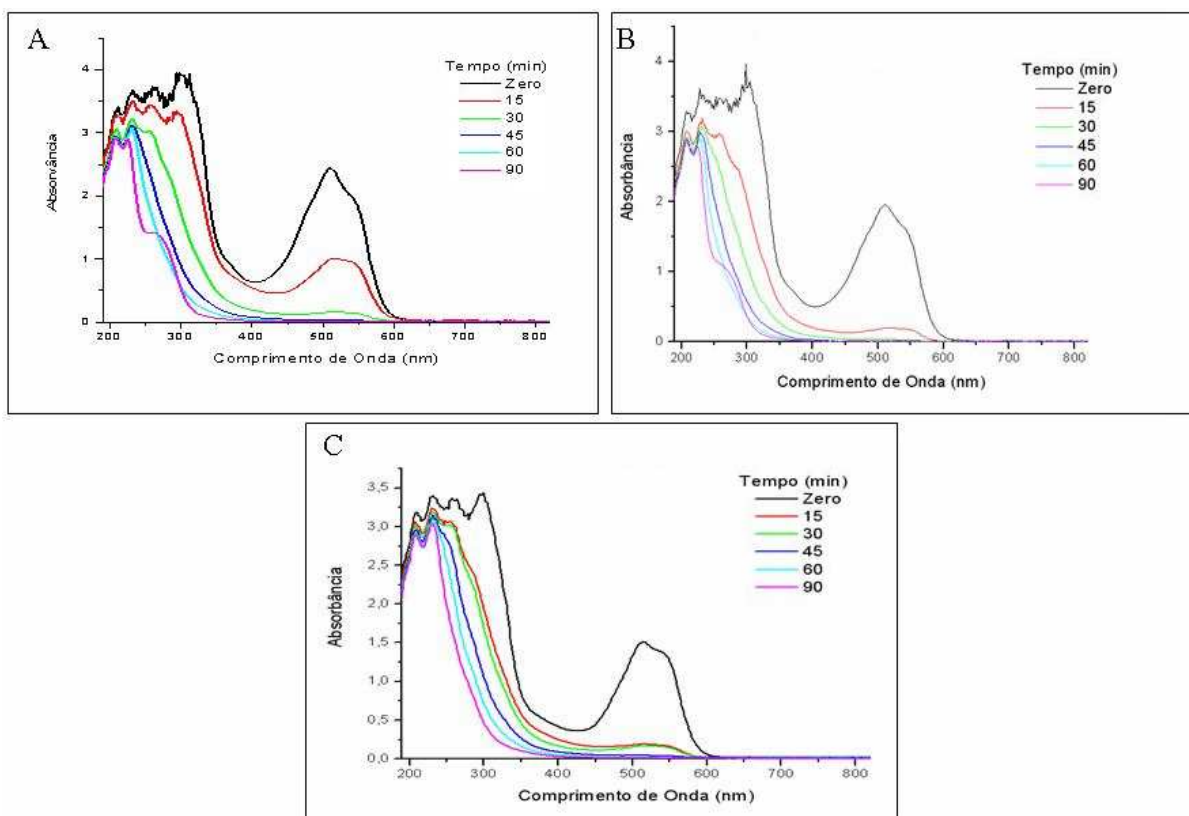 A
Tempo (min)
Zero
15
30
45
60
90
Absorvância
4
3
2
1
0
200 300 400 500 600 700 800
Comprimento de Onda (nm)
B
Tempo (min)
Zero
15
30
45
60
90
Absorbância
4
3
2
1
0
200 300 400 500 600 700 800
Comprimento de Onda (nm)
C
Tempo (min)
Zero
15
30
45
60
90
Absorbância
3,5
3,0
2,5
2,0
1,5
1,0
0,5
0,0
200 300 400 500 600 700 800
Comprimento de Onda (nm)